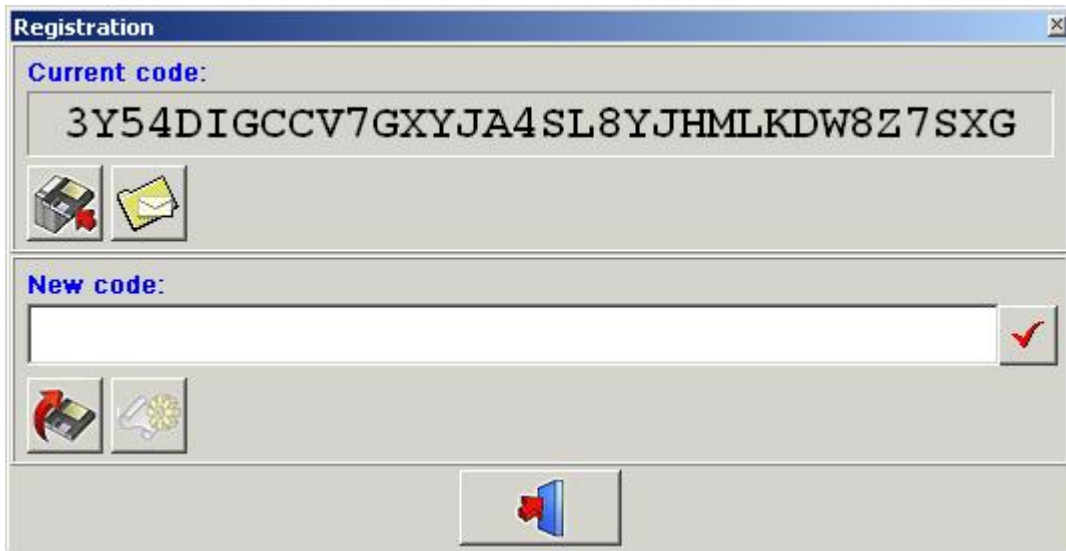 Registration
Current code:
3Y54DIGCCV7GXYJA4SL8YJHMLKDW8Z7SXG
New code: